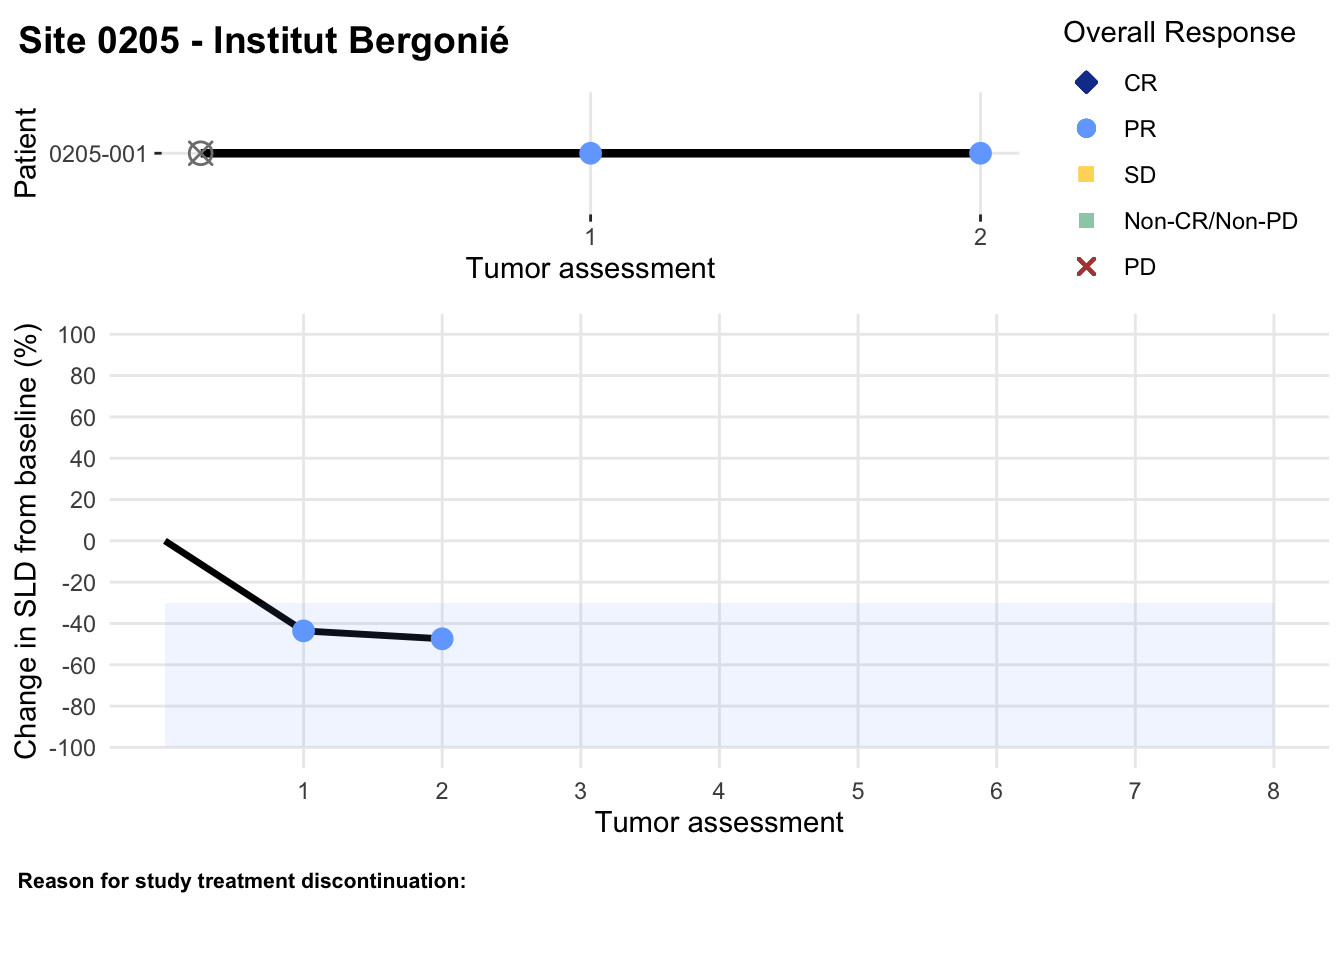 Site 0205 - Institut Bergonié
Overall Response
CR
PR
SD
Non-CR/Non-PD
PD
Patient
0205-001
1 2
Tumor assessment
Change in SLD from baseline (%)
100
80
60
40
20
0
-20
-40
-60
-80
-100
1 2 3 4 5 6 7 8
Tumor assessment
Reason for study treatment discontinuation: